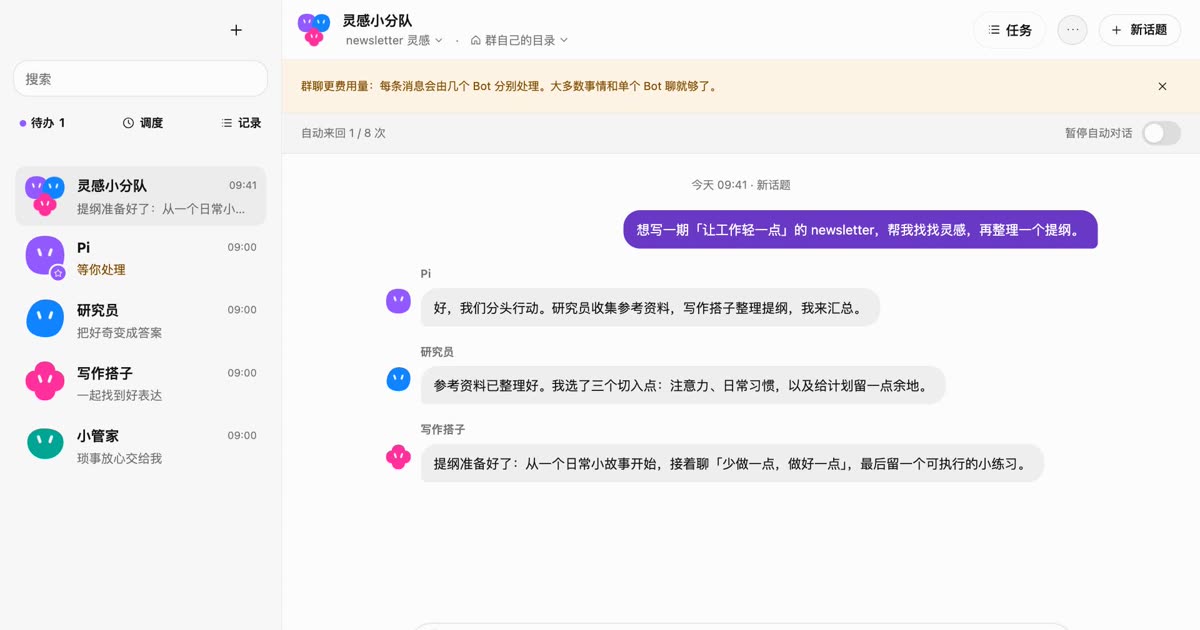 搜索
待办 1
调度
记录
灵感小分队
09:41
提纲准备好了：从一个日常小...
Pi
09:00
等你处理
研究员
09:00
把好奇变成答案
写作搭子
09:00
一起找到好表达
小管家
09:00
琐事放心交给我
灵感小分队
newsletter 灵感 · 群自己的目录
任务
新话题
群聊更费用量：每条消息会由几个 Bot 分别处理。大多数事情和单个 Bot 聊就够了。
自动来回 1 / 8 次
暂停自动对话
今天 09:41 · 新话题
想写一期「让工作轻一点」的 newsletter，帮我找找灵感，再整理一个提纲。
Pi
好，我们分头行动。研究员收集参考资料，写作搭子整理提纲，我来汇总。
研究员
参考资料已整理好。我选了三个切入点：注意力、日常习惯，以及给计划留一点余地。
写作搭子
提纲准备好了：从一个日常小故事开始，接着聊「少做一点，做好一点」，最后留一个可执行的小练习。